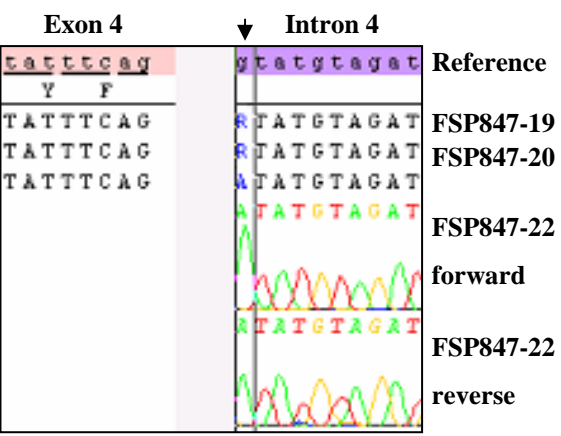 Exon 4 Intron 4
tatttcag gtatgtagat Reference
Y F
TATTTCAG RTATGTAGAT FSP847-19
TATTTCAG RTATGTAGAT FSP847-20
TATTTCAG ATATGTAGAT
ATATGTAGAT
FSP847-22
forward
ATATGTAGAT
FSP847-22
reverse